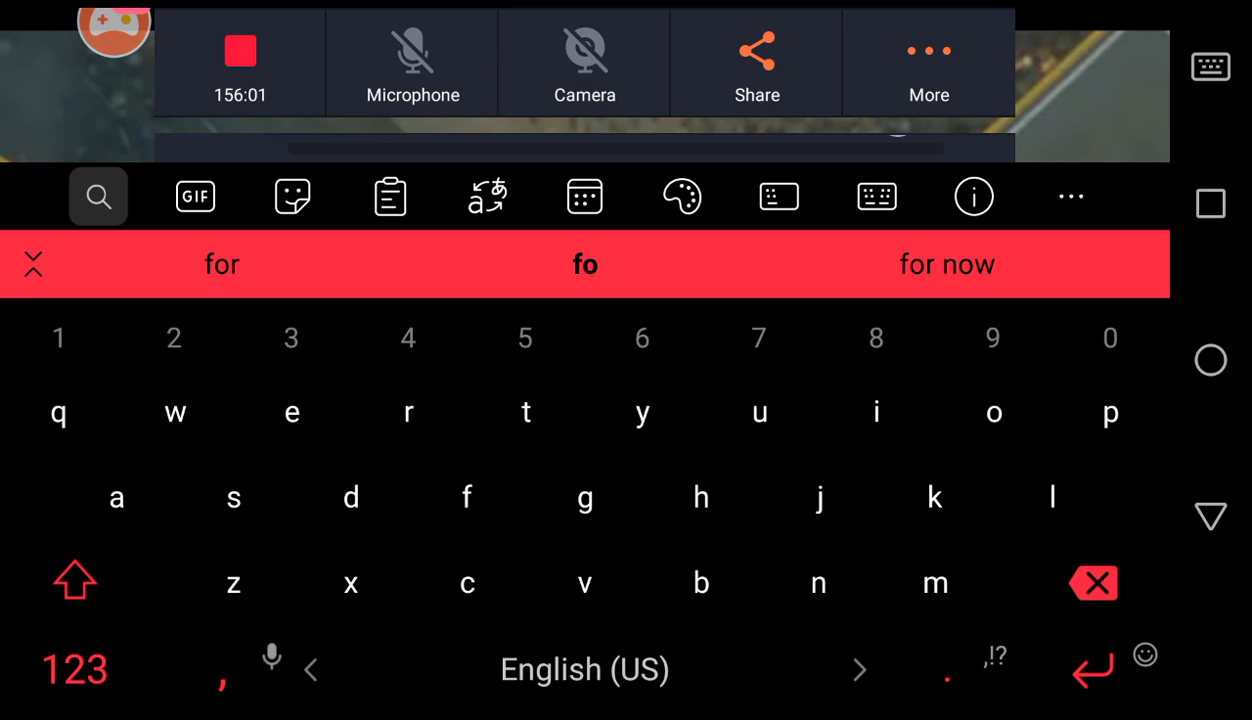 156:01 Microphone Camera Share More
GIF
for fo for now
1 2 3 4 5 6 7 8 9 0
q w e r t y u i o p
a s d f g h j k l
z x c v b n m
123 , English (US) . ,!?